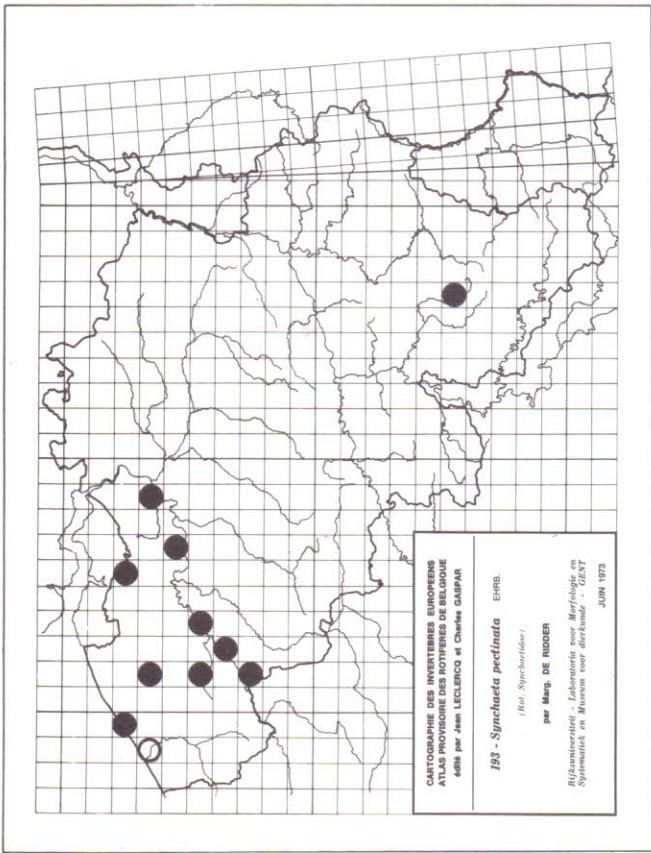 CARTOGRAPHIE DES INVERTEBRES EUROPEENS
ATLAS PROVISOIRE DES ROTIFERES DE BELGIQUE
édité par Jean LECLERCQ et Charles GASPAR
193 - Synchaeta pectinata EHRB.
(Rot. Synchaetidae)
par Marg. DE RIDDER
Rijksuniversiteit - Laboratoria voor Morfologie en
Systematiek en Museum voor dierkunde - GENT
JUIN 1973